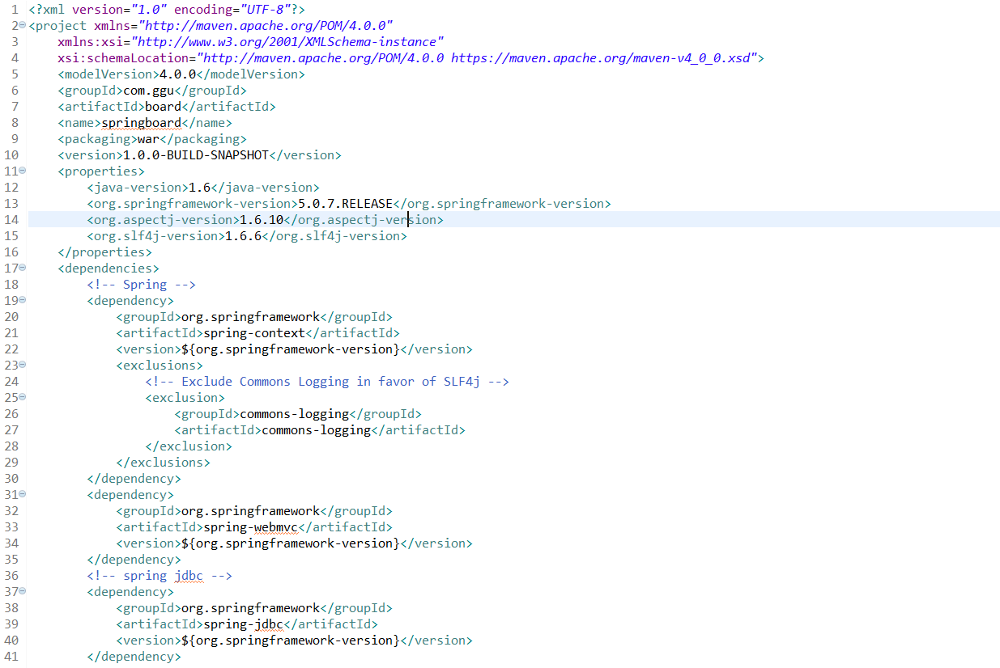 1 <?xml version="1.0" encoding="UTF-8"?>
2 <project xmlns="http://maven.apache.org/POM/4.0.0"
3     xmlns:xsi="http://www.w3.org/2001/XMLSchema-instance"
4     xsi:schemaLocation="http://maven.apache.org/POM/4.0.0 https://maven.apache.org/maven-v4_0_0.xsd">
5     <modelVersion>4.0.0</modelVersion>
6     <groupId>com.ggu</groupId>
7     <artifactId>board</artifactId>
8     <name>springboard</name>
9     <packaging>war</packaging>
10     <version>1.0.0-BUILD-SNAPSHOT</version>
11     <properties>
12         <java-version>1.6</java-version>
13         <org.springframework-version>5.0.7.RELEASE</org.springframework-version>
14         <org.aspectj-version>1.6.10</org.aspectj-version>
15         <org.slf4j-version>1.6.6</org.slf4j-version>
16     </properties>
17     <dependencies>
18         <!-- Spring -->
19         <dependency>
20             <groupId>org.springframework</groupId>
21             <artifactId>spring-context</artifactId>
22             <version>${org.springframework-version}</version>
23             <exclusions>
24                 <!-- Exclude Commons Logging in favor of SLF4j -->
25                 <exclusion>
26                     <groupId>commons-logging</groupId>
27                     <artifactId>commons-logging</artifactId>
28                 </exclusion>
29             </exclusions>
30         </dependency>
31         <dependency>
32             <groupId>org.springframework</groupId>
33             <artifactId>spring-webmvc</artifactId>
34             <version>${org.springframework-version}</version>
35         </dependency>
36         <!-- spring jdbc -->
37         <dependency>
38             <groupId>org.springframework</groupId>
39             <artifactId>spring-jdbc</artifactId>
40             <version>${org.springframework-version}</version>
41         </dependency>